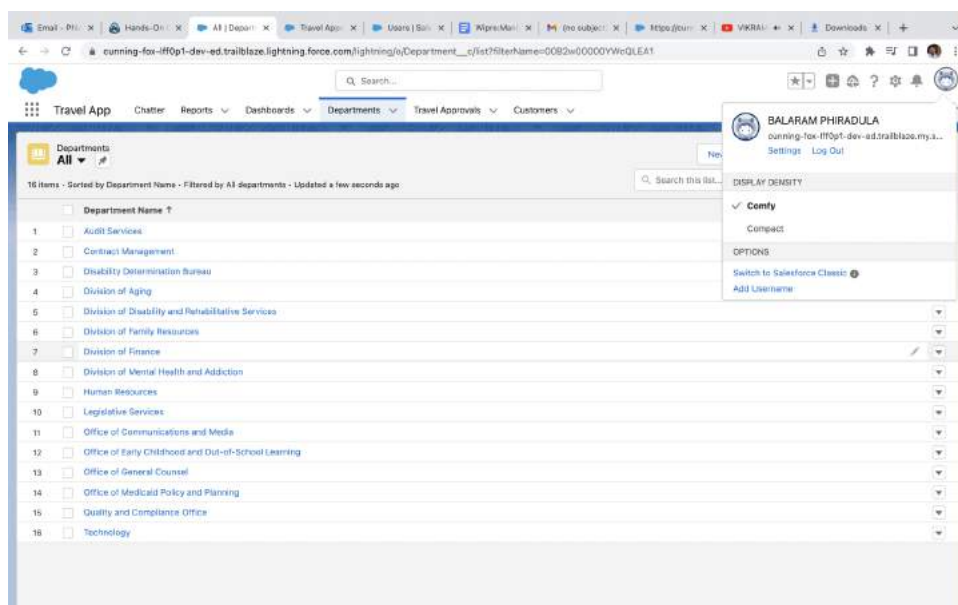 Email - Phi
Hands-On
All | Depart
Travel App
Users | Sal
(no subject
https://cun
VIKRA
Downloads
cunning-fox-lff0p1-dev-ed.trailblaze.lightning.force.com/lightning/o/Department__c/list?filterName=
Search...
Travel App Chatter Reports Dashboards Departments Travel Approvals Customers
BALARAM PHIRADULA
cunning-fox-lff0p1-dev-ed.trailblaze.my.s...
Settings Log Out
DISPLAY DENSITY
Comfy
Compact
OPTIONS
Switch to Salesforce Classic
Add Username
Departments
All
New
16 items • Sorted by Department Name • Filtered by All departments • Updated a few seconds ago
Search this list...
Department Name ↑
1 Audit Services
2 Contract Management
3 Disability Determination Bureau
4 Division of Aging
5 Division of Disability and Rehabilitative Services
6 Division of Family Resources
7 Division of Finance
8 Division of Mental Health and Addiction
9 Human Resources
10 Legislative Services
11 Office of Communications and Media
12 Office of Early Childhood and Out-of-School Learning
13 Office of General Counsel
14 Office of Medicaid Policy and Planning
15 Quality and Compliance Office
16 Technology